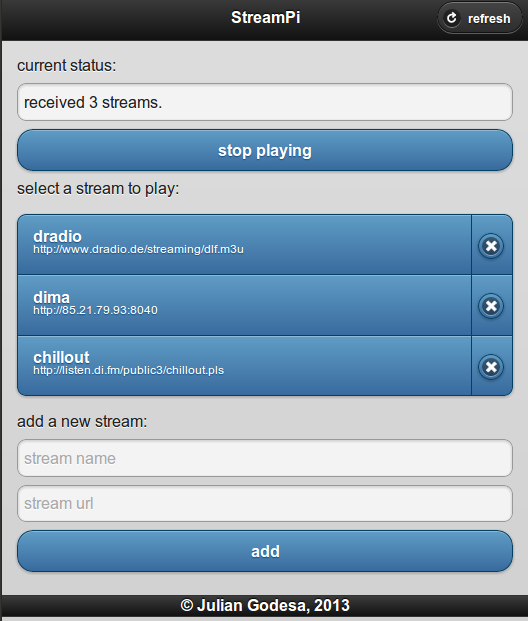 StreamPi
refresh
current status:
received 3 streams.
stop playing
select a stream to play:
dradio
http://www.dradio.de/streaming/dlf.m3u
dima
http://85.21.79.93:8040
chillout
http://listen.di.fm/public3/chillout.pls
add a new stream:
stream name
stream url
add
© Julian Godesa, 2013